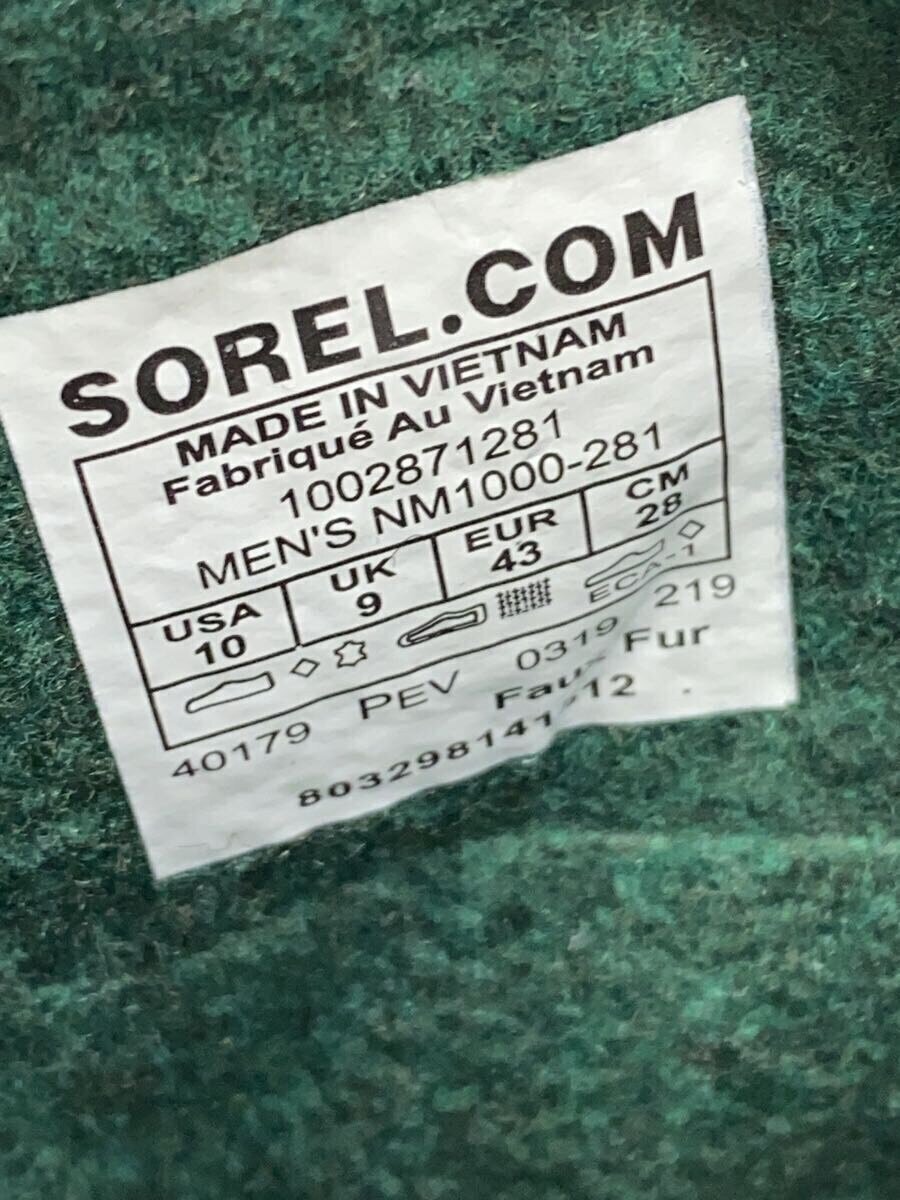 SOREL.COM
MADE IN VIETNAM
Fabriqué Au Vietnam
1002871281
MEN'S NM1000-281
USA UK EUR CM
10 9 43 28
ECA-1
40179 PEV 0319 219
Fur